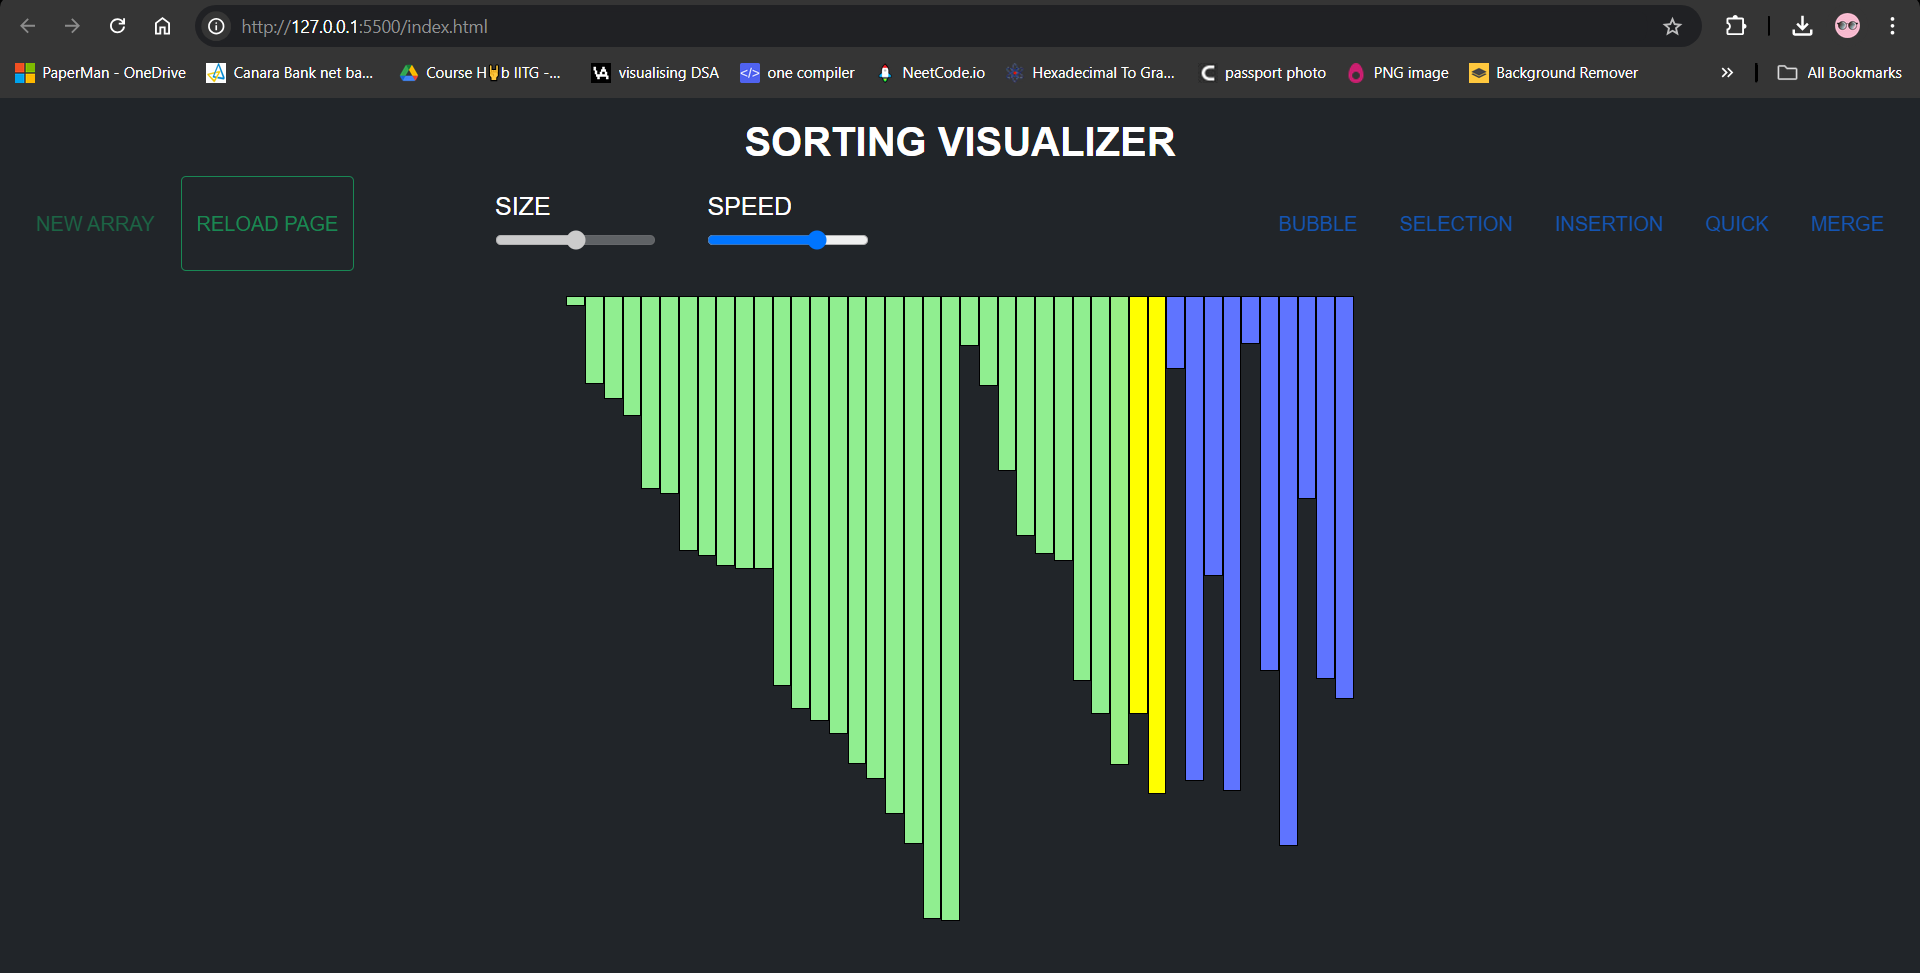 http://127.0.0.1:5500/index.html
PaperMan - OneDrive Canara Bank net ba... Course H b IITG -... visualising DSA one compiler NeetCode.io Hexadecimal To Gra... passport photo PNG image Background Remover » All Bookmarks
SORTING VISUALIZER
NEW ARRAY RELOAD PAGE SIZE SPEED BUBBLE SELECTION INSERTION QUICK MERGE